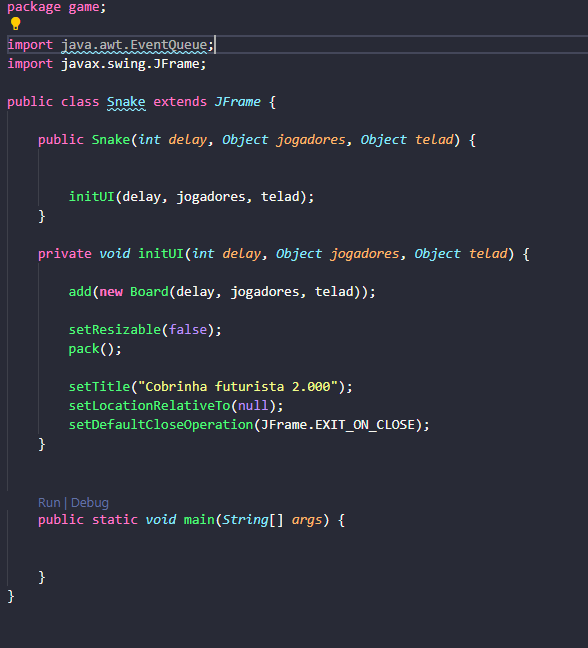 package game;
import java.awt.EventQueue;
import javax.swing.JFrame;
public class Snake extends JFrame {
public Snake(int delay, Object jogadores, Object telad) {
initUI(delay, jogadores, telad);
}
private void initUI(int delay, Object jogadores, Object telad) {
add(new Board(delay, jogadores, telad));
setResizable(false);
pack();
setTitle("Cobrinha futurista 2.000");
setLocationRelativeTo(null);
setDefaultCloseOperation(JFrame.EXIT_ON_CLOSE);
}
Run | Debug
public static void main(String[] args) {
}
}